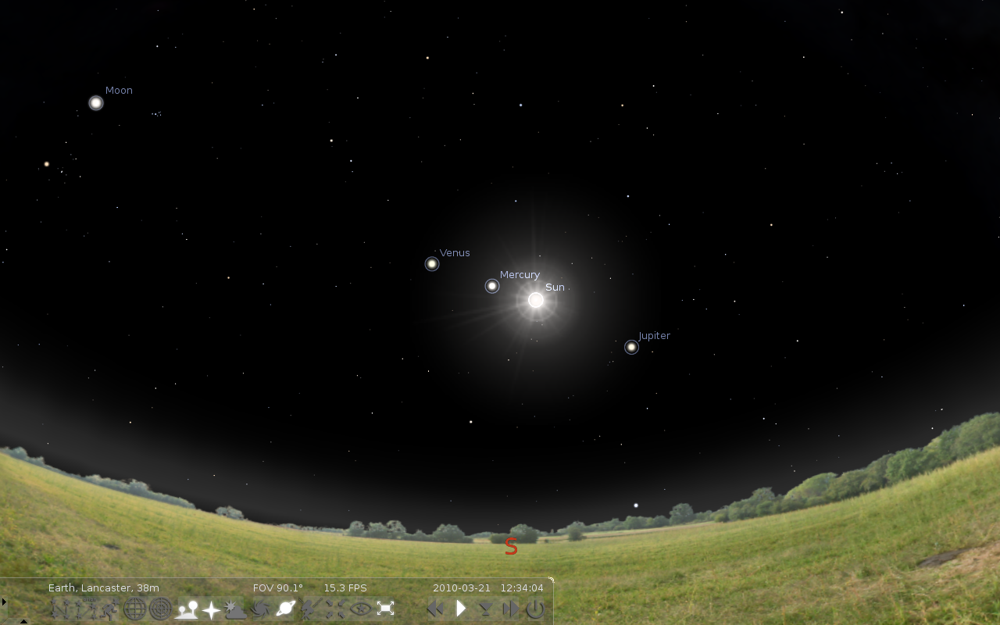 Moon
Venus
Mercury
Sun
Jupiter
S
Earth, Lancaster, 38m FOV 90.1° 15.3 FPS 2010-03-21 12:34:04